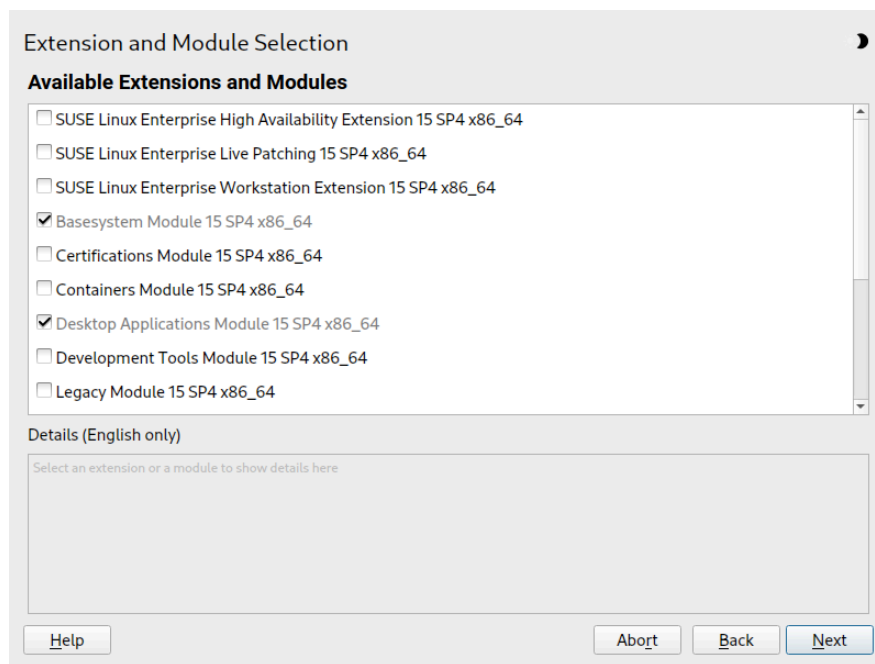 Extension and Module Selection
Available Extensions and Modules
SUSE Linux Enterprise High Availability Extension 15 SP4 x86_64
SUSE Linux Enterprise Live Patching 15 SP4 x86_64
SUSE Linux Enterprise Workstation Extension 15 SP4 x86_64
Basesystem Module 15 SP4 x86_64
Certifications Module 15 SP4 x86_64
Containers Module 15 SP4 x86_64
Desktop Applications Module 15 SP4 x86_64
Development Tools Module 15 SP4 x86_64
Legacy Module 15 SP4 x86_64
Details (English only)
Select an extension or a module to show details here
Help Abort Back Next